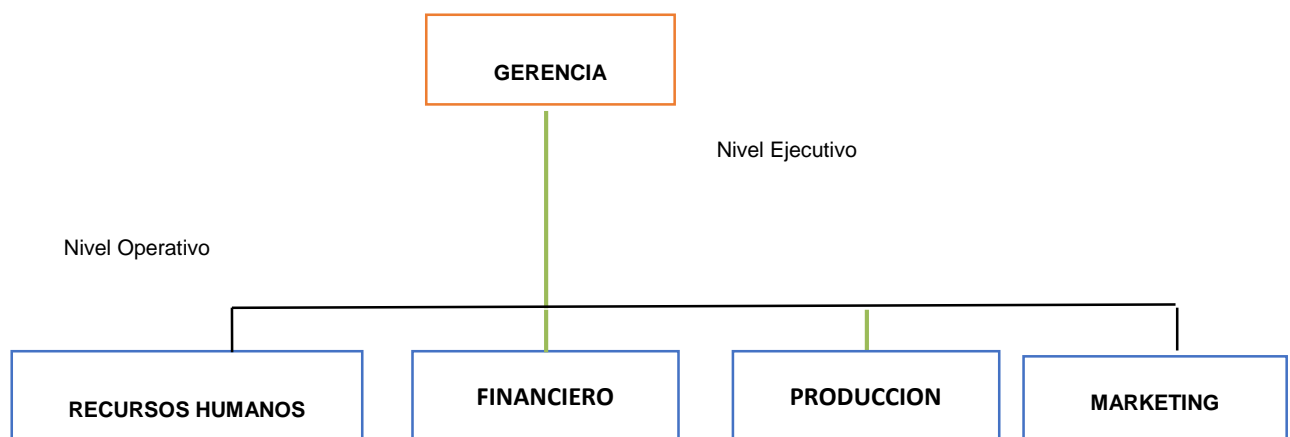 GERENCIA
Nivel Ejecutivo
Nivel Operativo
RECURSOS HUMANOS
FINANCIERO
PRODUCCION
MARKETING